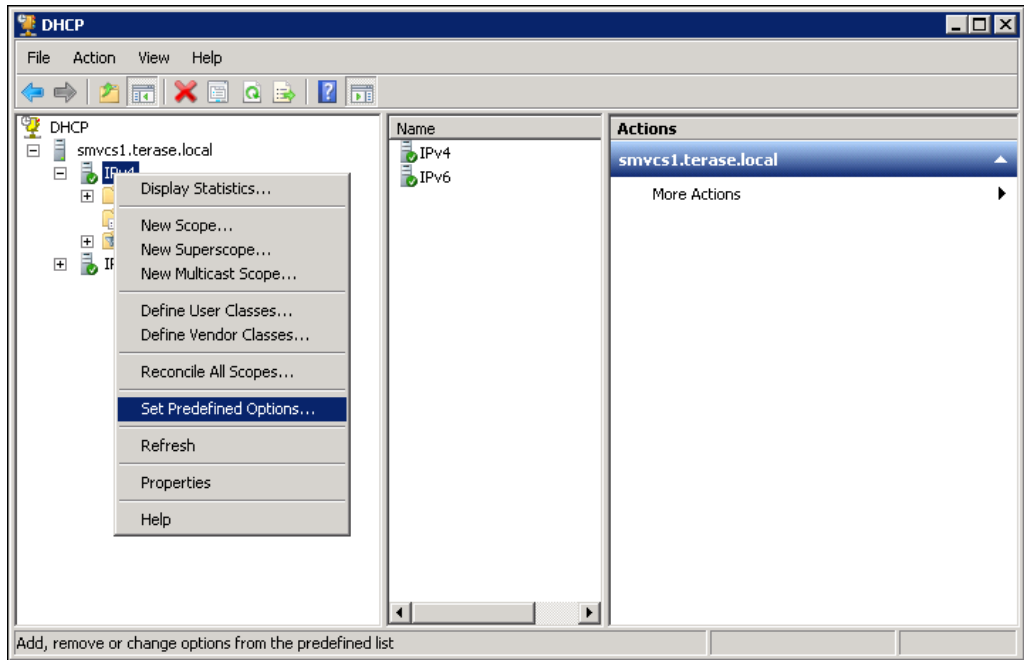 DHCP
File Action View Help
DHCP
smvcs1.terase.local
IPv4
Display Statistics...
New Scope...
New Superscope...
New Multicast Scope...
Define User Classes...
Define Vendor Classes...
Reconcile All Scopes...
Set Predefined Options...
Refresh
Properties
Help
Name
IPv4
IPv6
Actions
smvcs1.terase.local
More Actions
Add, remove or change options from the predefined list